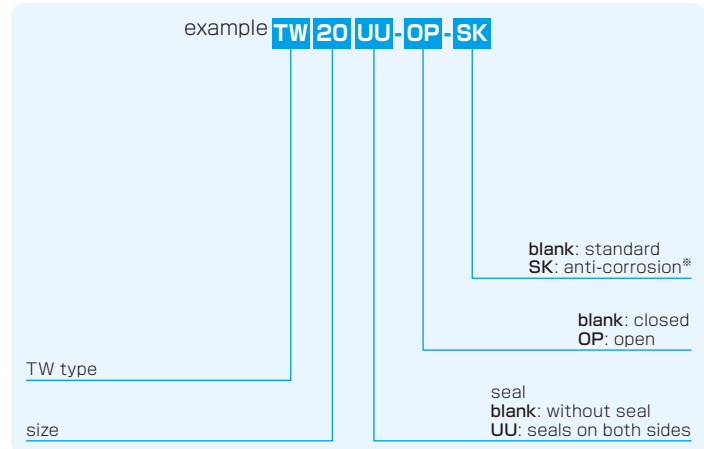 example TW 20 UU - OP - SK
blank: standard
SK: anti-corrosion※
blank: closed
OP: open
TW type
seal
blank: without seal
size
UU: seals on both sides